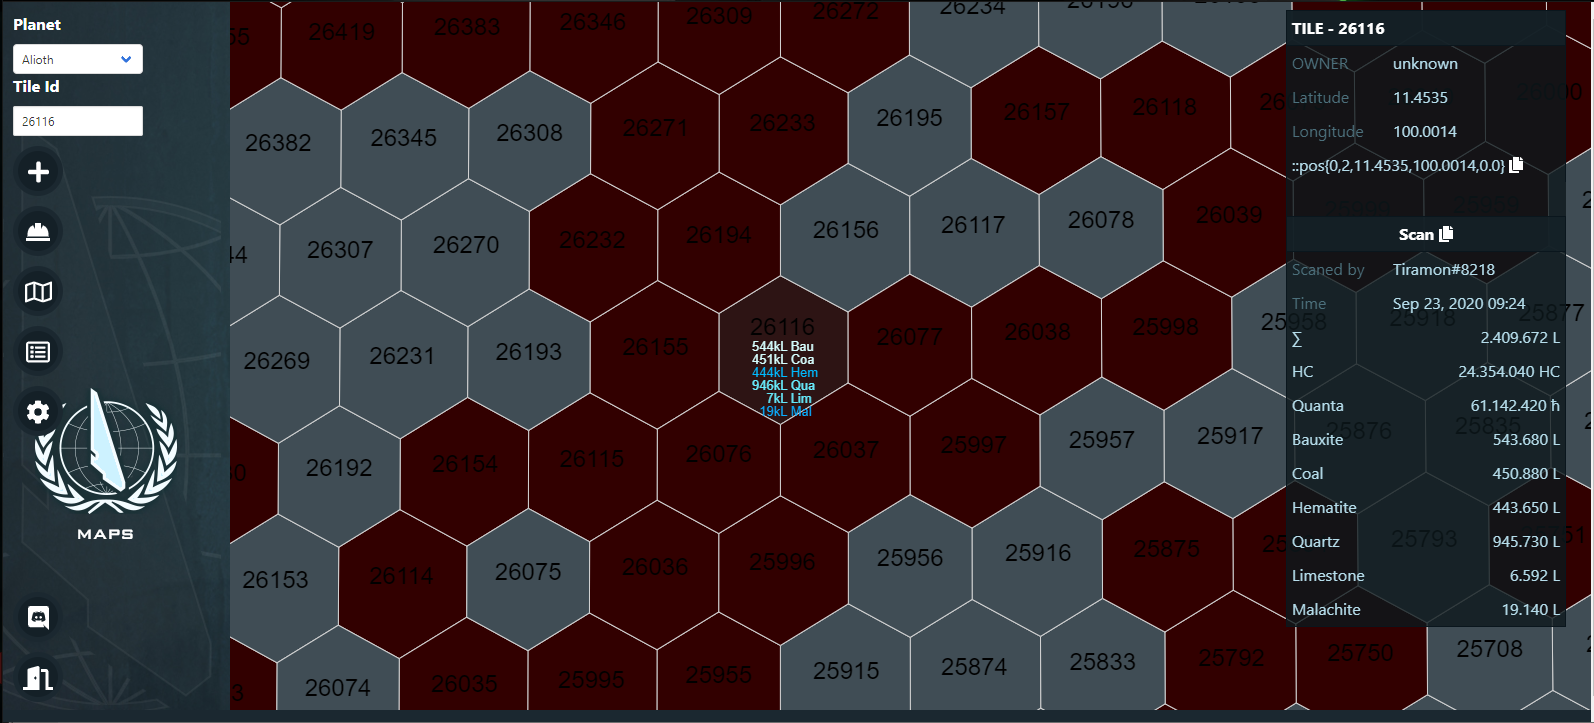 Planet
Alioth
Tile Id
26116
MAPS
26419
26383
26346
26309
26272
26234
26382
26345
26308
26271
26233
26195
26157
26118
26307
26270
26232
26194
26156
26117
26078
26039
26269
26231
26193
26155
26116
544kL Bau
451kL Coa
444kL Hem
946kL Qua
7kL Lim
19kL Mal
26077
26038
25998
25958
25918
25877
26192
26154
26115
26076
26037
25997
25957
25917
25876
25835
26153
26114
26075
26036
25996
25956
25916
25875
25793
26074
26035
25995
25955
25915
25874
25833
25792
25750
25708
TILE - 26116
OWNER unknown
Latitude 11.4535
Longitude 100.0014
::pos{0,2,11.4535,100.0014,0.0}
Scan
Scaned by Tiramon#8218
Time Sep 23, 2020 09:24
∑ 2.409.672 L
HC 24.354.040 HC
Quanta 61.142.420 ħ
Bauxite 543.680 L
Coal 450.880 L
Hematite 443.650 L
Quartz 945.730 L
Limestone 6.592 L
Malachite 19.140 L